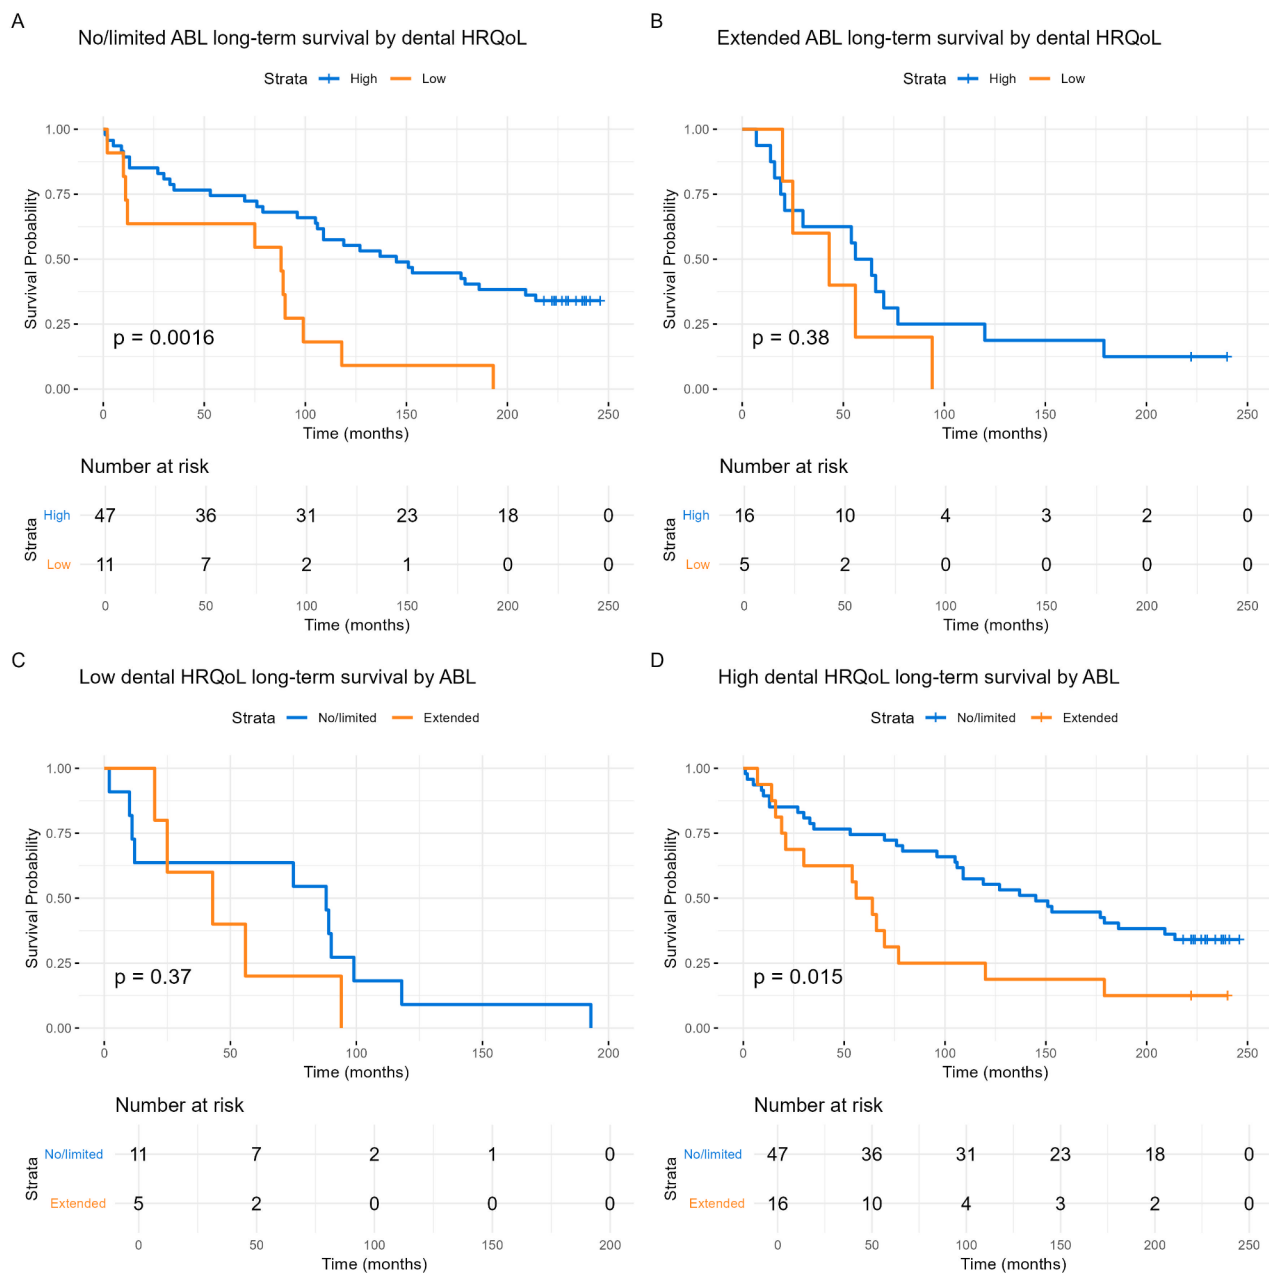 A
No/limited ABL long-term survival by dental HRQoL
Strata High Low
Survival Probability
1.00
0.75
0.50
0.25
0.00
p = 0.0016
0 50 100 150 200 250
Time (months)
Number at risk
Strata
High 47 36 31 23 18 0
Low 11 7 2 1 0 0
0 50 100 150 200 250
Time (months)
B
Extended ABL long-term survival by dental HRQoL
Strata High Low
Survival Probability
1.00
0.75
0.50
0.25
0.00
p = 0.38
0 50 100 150 200 250
Time (months)
Number at risk
Strata
High 16 10 4 3 2 0
Low 5 2 0 0 0 0
0 50 100 150 200 250
Time (months)
C
Low dental HRQoL long-term survival by ABL
Strata No/limited Extended
Survival Probability
1.00
0.75
0.50
0.25
0.00
p = 0.37
0 50 100 150 200
Time (months)
Number at risk
Strata
No/limited 11 7 2 1 0
Extended 5 2 0 0 0
0 50 100 150 200
Time (months)
D
High dental HRQoL long-term survival by ABL
Strata No/limited Extended
Survival Probability
1.00
0.75
0.50
0.25
0.00
p = 0.015
0 50 100 150 200 250
Time (months)
Number at risk
Strata
No/limited 47 36 31 23 18 0
Extended 16 10 4 3 2 0
0 50 100 150 200 250
Time (months)